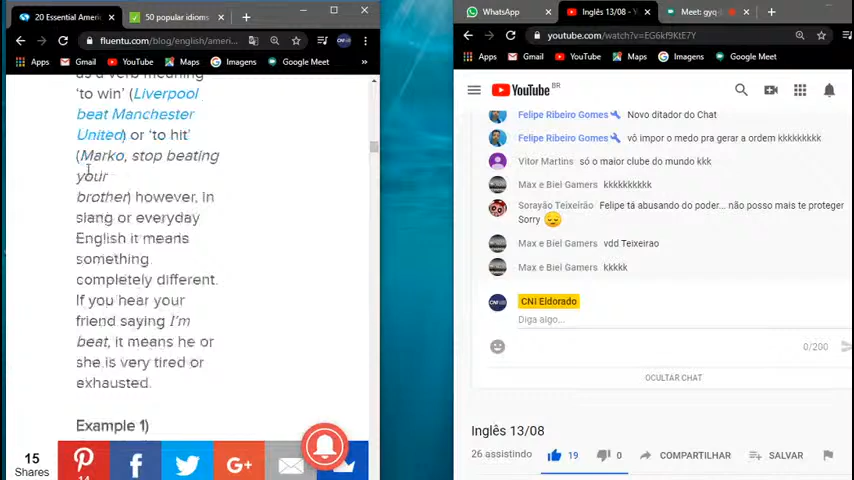 20 Essential Ameri
50 popular idioms
fluentu.com/blog/english/ameri...
Apps
Gmail
YouTube
Maps
Imagens
Google Meet
as a verb meaning
'to win' (Liverpool
beat Manchester
United) or 'to hit'
(Marko, stop beating
your
brother) however, in
slang or everyday
English it means
something
completely different.
If you hear your
friend saying I'm
beat, it means he or
she is very tired or
exhausted.
Example 1)
15
Shares
14
WhatsApp
Inglês 13/08 - Y
Meet: gyq-
youtube.com/watch?v=EG6kf9KtE7Y
Apps
Gmail
YouTube
Maps
Imagens
Google Meet
YouTube BR
Felipe Ribeiro Gomes Novo ditador do Chat
Felipe Ribeiro Gomes vô impor o medo pra gerar a ordem kkkkkkkkk
Vitor Martins só o maior clube do mundo kkk
Max e Biel Gamers kkkkkkkkkk
Sorayão Teixeirão Felipe tá abusando do poder... não posso mais te proteger
Sorry
Max e Biel Gamers vdd Teixeirao
Max e Biel Gamers kkkkk
CNI Eldorado
Diga algo...
0/200
OCULTAR CHAT
Inglês 13/08
26 assistindo
19
0
COMPARTILHAR
SALVAR